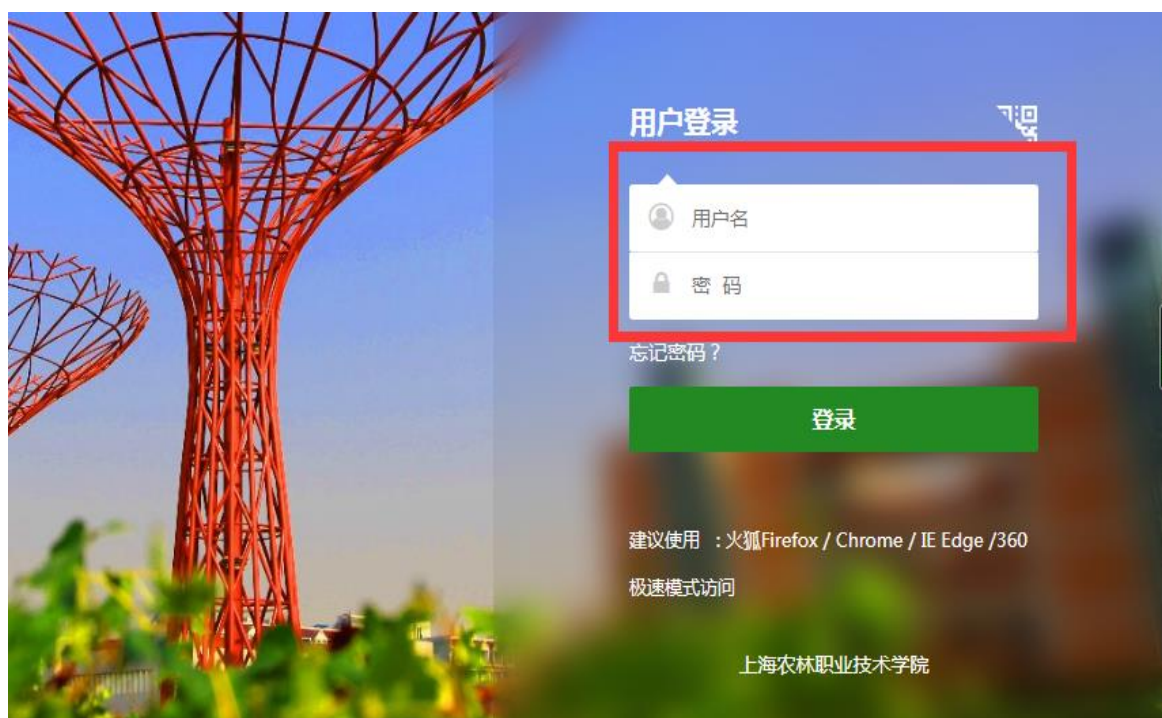 用户登录
用户名
密 码
忘记密码？
登录
建议使用 ：火狐Firefox / Chrome / IE Edge /360
极速模式访问
上海农林职业技术学院